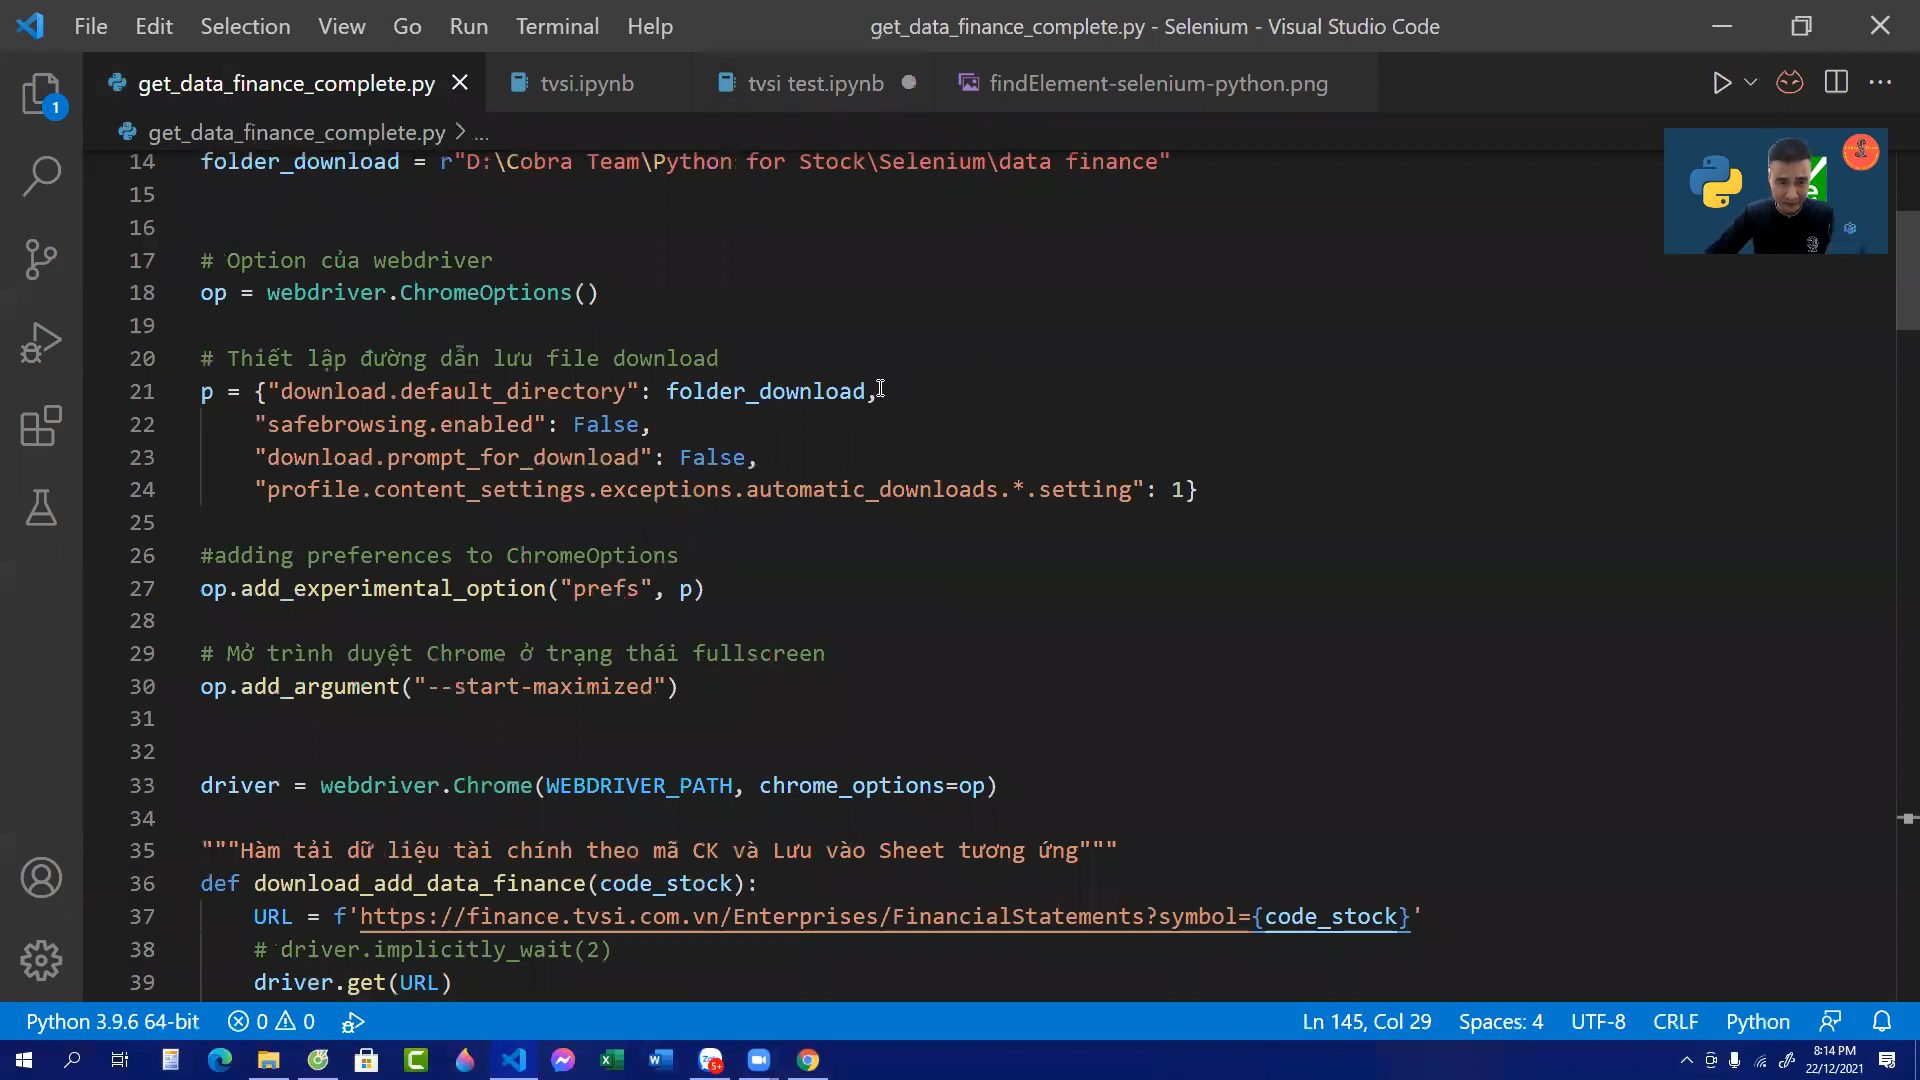 File Edit Selection View Go Run Terminal Help get_data_finance_complete.py - Selenium - Visual Studio Code
get_data_finance_complete.py tvsi.ipynb tvsi test.ipynb findElement-selenium-python.png
1
get_data_finance_complete.py > ...
14 folder_download = r"D:\Cobra Team\Python for Stock\Selenium\data finance"
15
16
17 # Option của webdriver
18 op = webdriver.ChromeOptions()
19
20 # Thiết lập đường dẫn lưu file download
21 p = {"download.default_directory": folder_download,
22 "safebrowsing.enabled": False,
23 "download.prompt_for_download": False,
24 "profile.content_settings.exceptions.automatic_downloads.*.setting": 1}
25
26 #adding preferences to ChromeOptions
27 op.add_experimental_option("prefs", p)
28
29 # Mở trình duyệt Chrome ở trạng thái fullscreen
30 op.add_argument("--start-maximized")
31
32
33 driver = webdriver.Chrome(WEBDRIVER_PATH, chrome_options=op)
34
35 """Hàm tải dữ liệu tài chính theo mã CK và Lưu vào Sheet tương ứng"""
36 def download_add_data_finance(code_stock):
37 URL = f'https://finance.tvsi.com.vn/Enterprises/FinancialStatements?symbol={code_stock}'
38 # driver.implicitly_wait(2)
39 driver.get(URL)
Python 3.9.6 64-bit 0 0 Ln 145, Col 29 Spaces: 4 UTF-8 CRLF Python
8:14 PM
22/12/2021